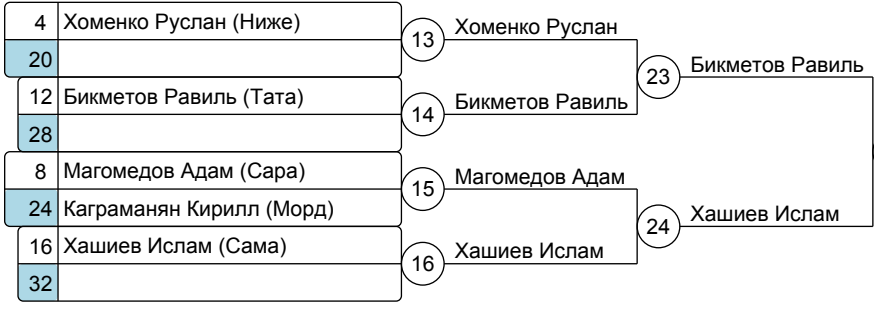 4 Хоменко Руслан (Ниже)
20
13 Хоменко Руслан
12 Бикметов Равиль (Тата)
28
14 Бикметов Равиль
23 Бикметов Равиль
8 Магомедов Адам (Сара)
24 Каграманян Кирилл (Морд)
15 Магомедов Адам
16 Хашиев Ислам (Сама)
32
16 Хашиев Ислам
24 Хашиев Ислам